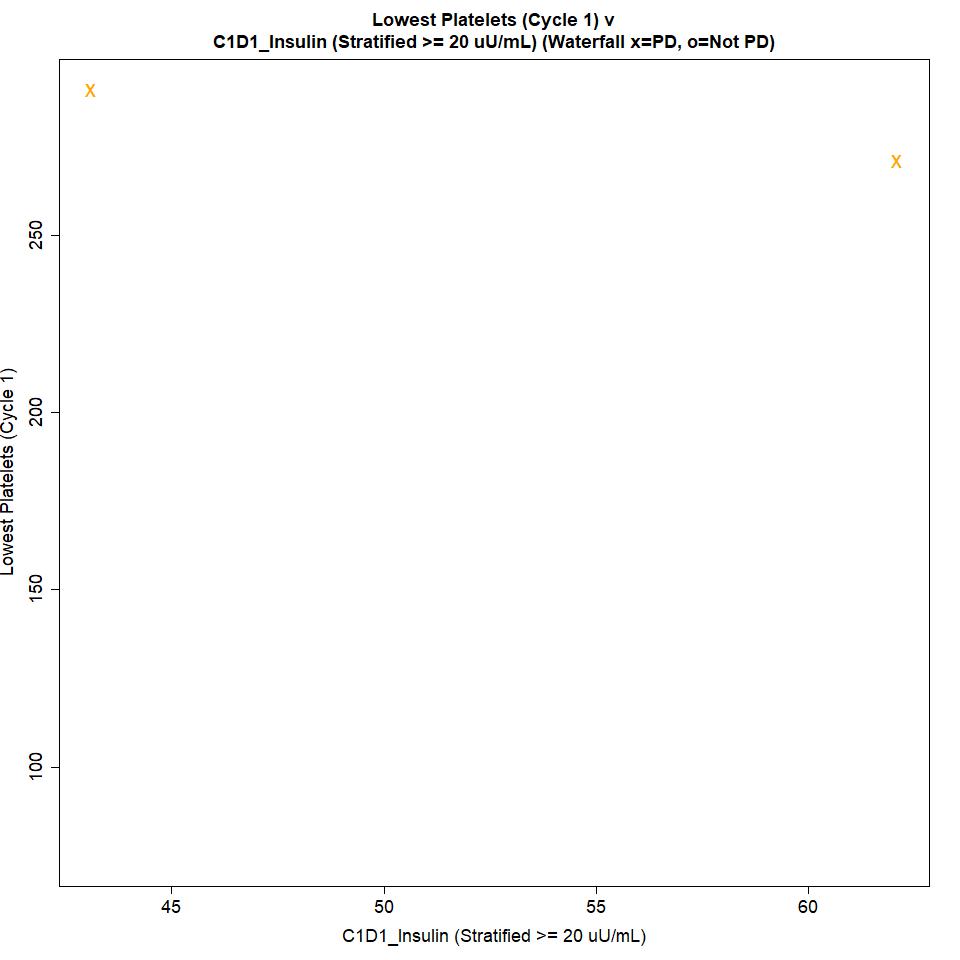 Lowest Platelets (Cycle 1) v
C1D1_Insulin (Stratified >= 20 uU/mL) (Waterfall x=PD, o=Not PD)
X
X
250
200
150
100
Lowest Platelets (Cycle 1)
45
50
55
60
C1D1_Insulin (Stratified >= 20 uU/mL)